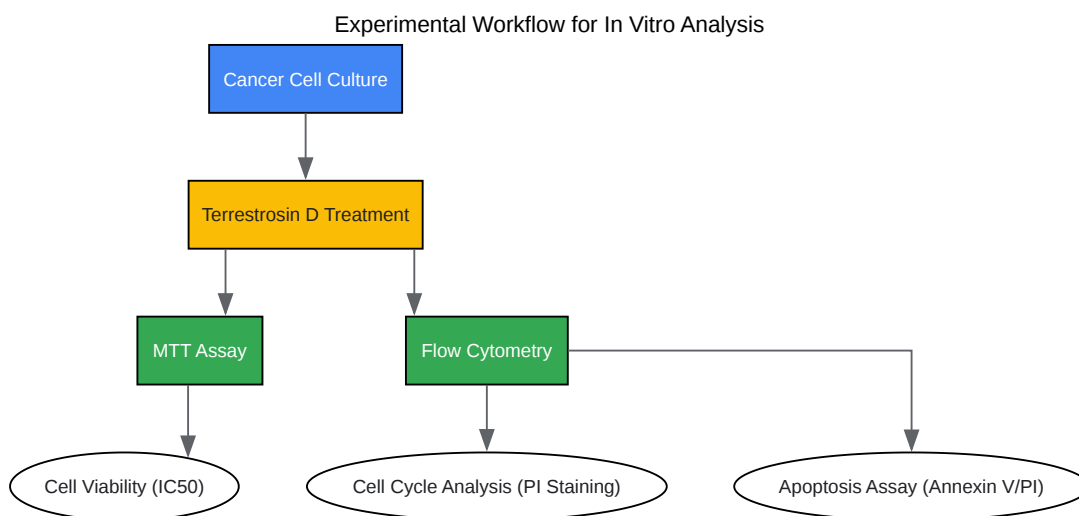 Experimental Workflow for In Vitro Analysis
Cancer Cell Culture
Terrestrosin D Treatment
MTT Assay
Flow Cytometry
Cell Viability (IC50)
Cell Cycle Analysis (PI Staining)
Apoptosis Assay (Annexin V/PI)